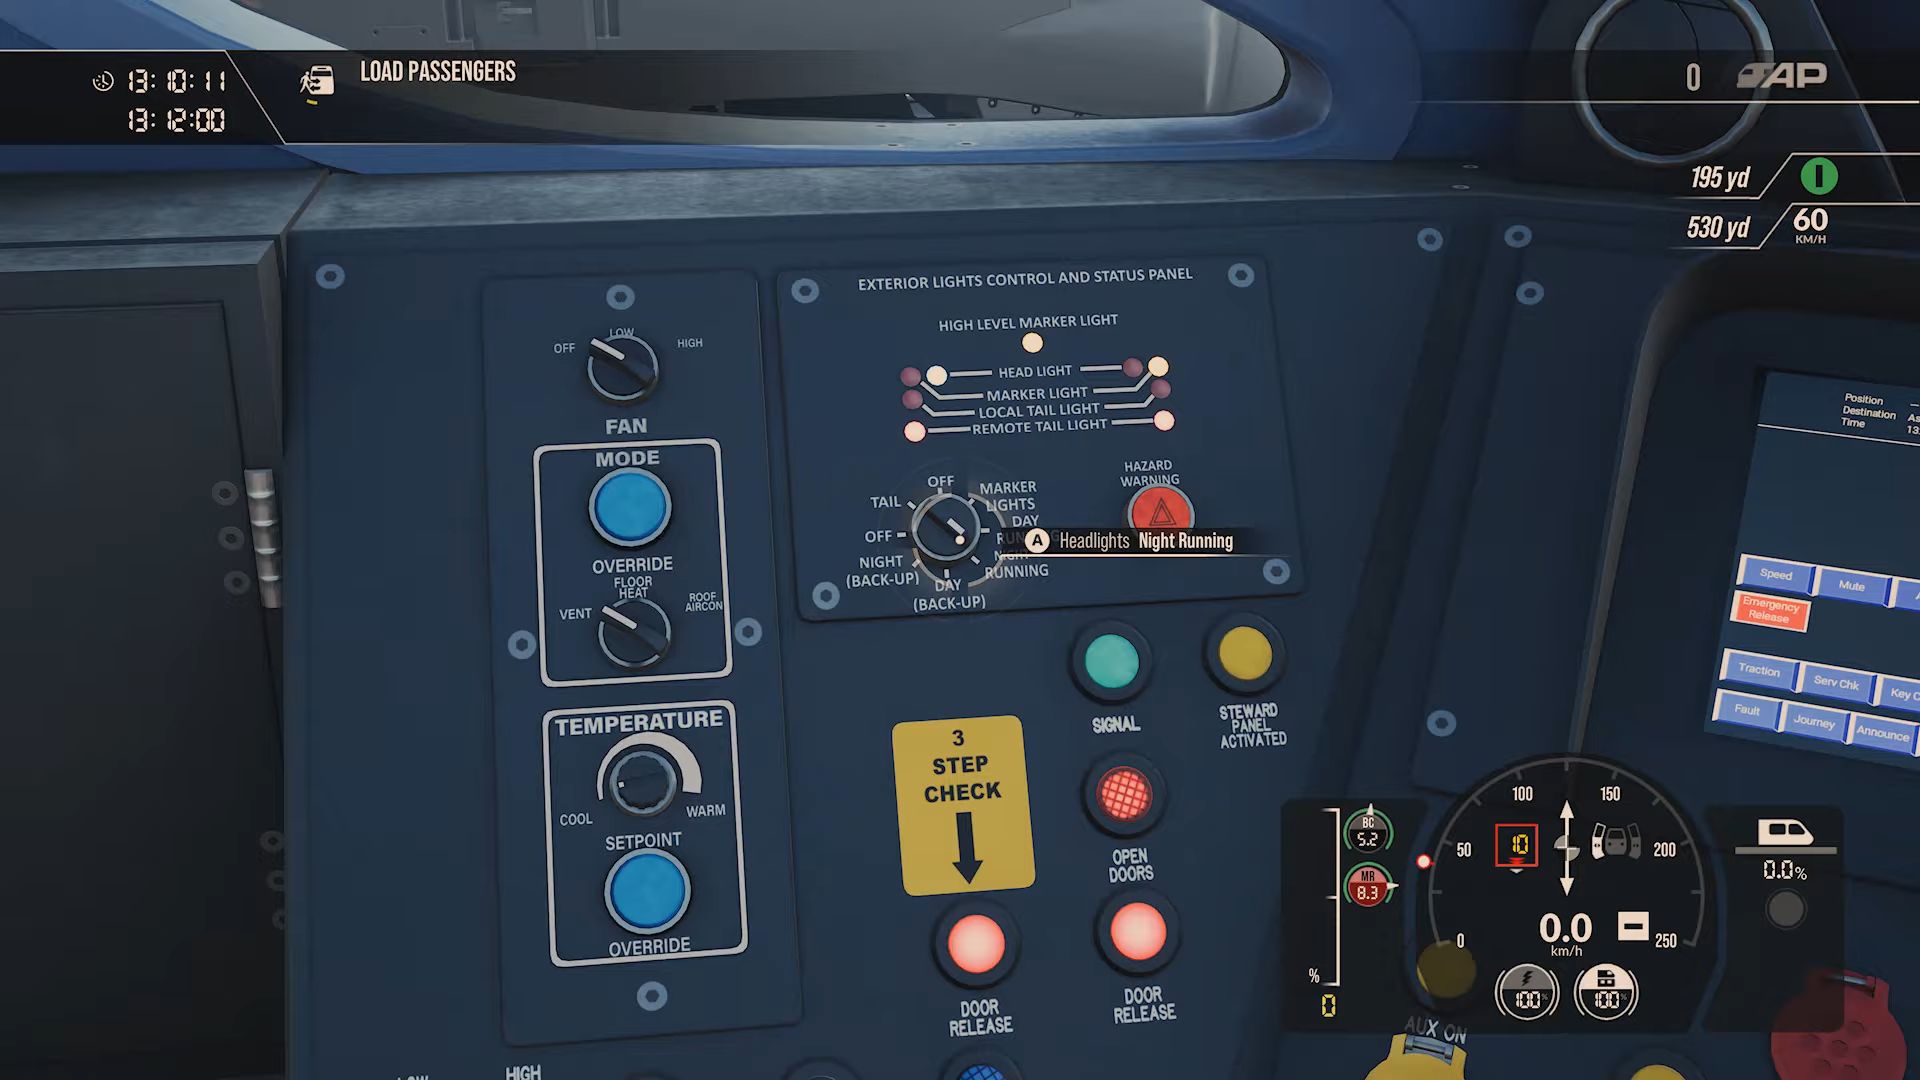 13:10:11
LOAD PASSENGERS
0
AP
13:12:00
195 yd
530 yd
60
KM/H
EXTERIOR LIGHTS CONTROL AND STATUS PANEL
HIGH LEVEL MARKER LIGHT
HEAD LIGHT
MARKER LIGHT
LOCAL TAIL LIGHT
REMOTE TAIL LIGHT
OFF
LOW
HIGH
FAN
MODE
OVERRIDE
FLOOR
HEAT
VENT
ROOF
AIRCON
TEMPERATURE
COOL
WARM
SETPOINT
OVERRIDE
OFF
TAIL
MARKER
LIGHTS
DAY
OFF
NIGHT
(BACK-UP)
NIGHT
RUNNING
DAY
(BACK-UP)
HAZARD
WARNING
A Headlights Night Running
SIGNAL
STEWARD
PANEL
ACTIVATED
3
STEP
CHECK
OPEN
DOORS
DOOR
RELEASE
DOOR
RELEASE
HIGH
Position
Destination
Time
Speed
Mute
Emergency
Release
Traction
Serv Chk
Fault
Journey
Announce
BC
5.2
MR
8.3
%
0
0
50
100
150
200
250
10
0.0
km/h
100%
100%
0.0%
AUX ON